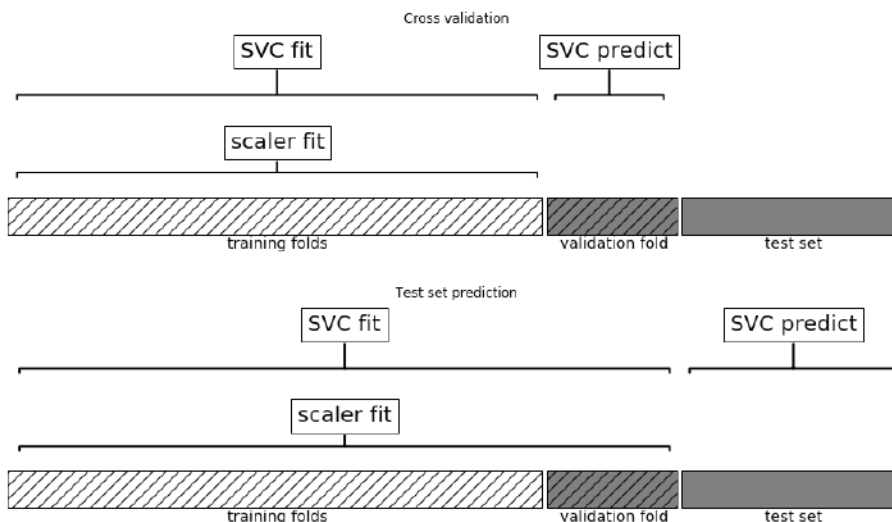 Cross validation
SVC fit
SVC predict
scaler fit
training folds
validation fold
test set
Test set prediction
SVC fit
SVC predict
scaler fit
training folds
validation fold
test set